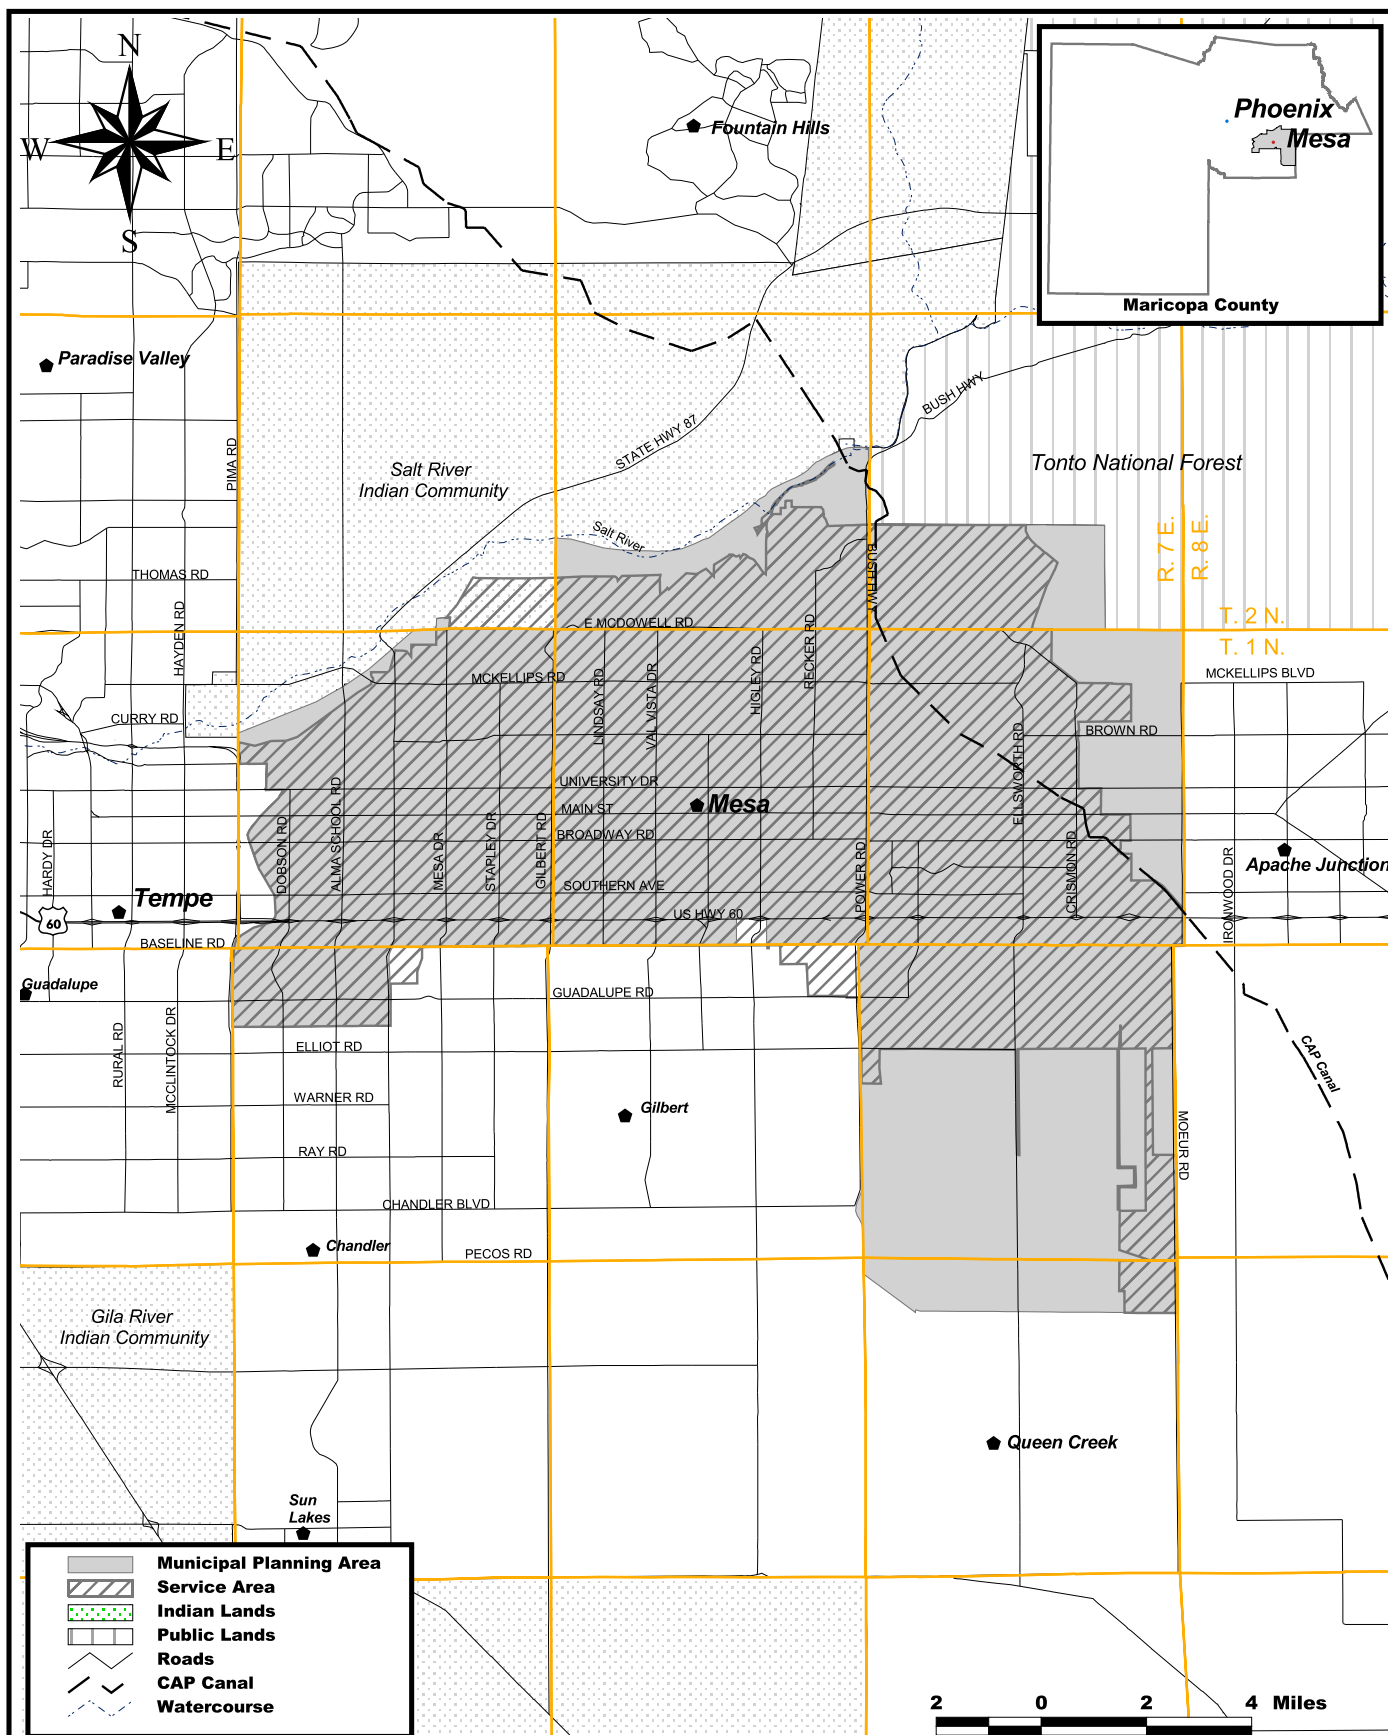 N
W
E
S
Fountain Hills
Phoenix
Mesa
Maricopa County
Paradise Valley
PIMA RD
STATE HWY 87
BUSH HWY
Salt River
Indian Community
Tonto National Forest
Salt River
R. 7 E.
R. 8 E.
THOMAS RD
HAYDEN RD
BUSH HWY
E MCDOWELL RD
RECKER RD
T. 2 N.
T. 1 N.
MCKELLIPS RD
LINDSAY RD
VAL VISTA DR
HIGLEY RD
MCKELLIPS BLVD
CURRY RD
BROWN RD
ELLSWORTH RD
UNIVERSITY DR
MAIN ST
Mesa
BROADWAY RD
HARDY DR
DOBSON RD
ALMA SCHOOL RD
MESA DR
STAPLEY DR
GILBERT RD
POWER RD
CRISMON RD
IRONWOOD DR
Apache Junction
SOUTHERN AVE
Tempe
60
US HWY 60
BASELINE RD
Guadalupe
GUADALUPE RD
RURAL RD
MCCLINTOCK DR
ELLIOT RD
CAP Canal
WARNER RD
Gilbert
MOEUR RD
RAY RD
CHANDLER BLVD
Chandler
PECOS RD
Gila River
Indian Community
Queen Creek
Sun
Lakes
Municipal Planning Area
Service Area
Indian Lands
Public Lands
Roads
CAP Canal
Watercourse
2 0 2 4 Miles